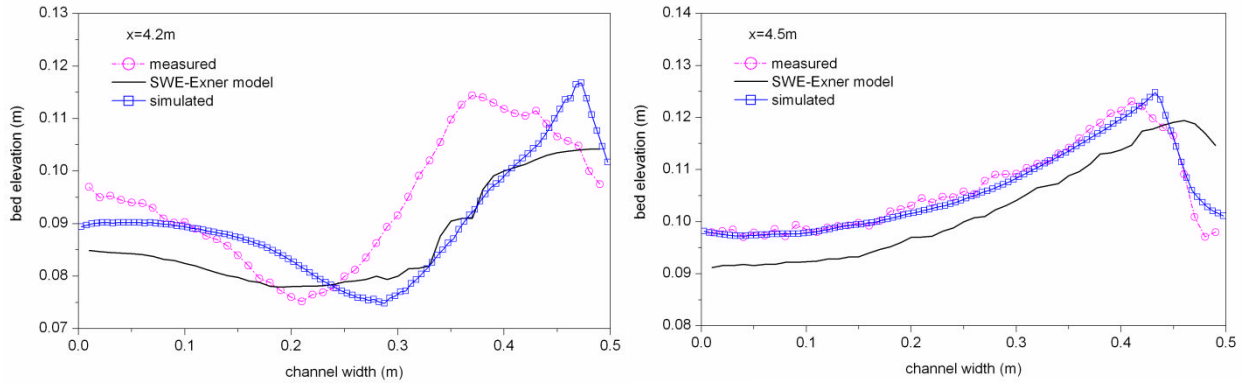 0.13
0.12
0.11
0.10
0.09
0.08
0.07
bed elevation (m)
x=4.2m
measured
SWE-Exner model
simulated
0.0 0.1 0.2 0.3 0.4 0.5
channel width (m)
0.14
0.13
0.12
0.11
0.10
0.09
0.08
bed elevation (m)
x=4.5m
measured
SWE-Exner model
simulated
0.0 0.1 0.2 0.3 0.4 0.5
channel width (m)